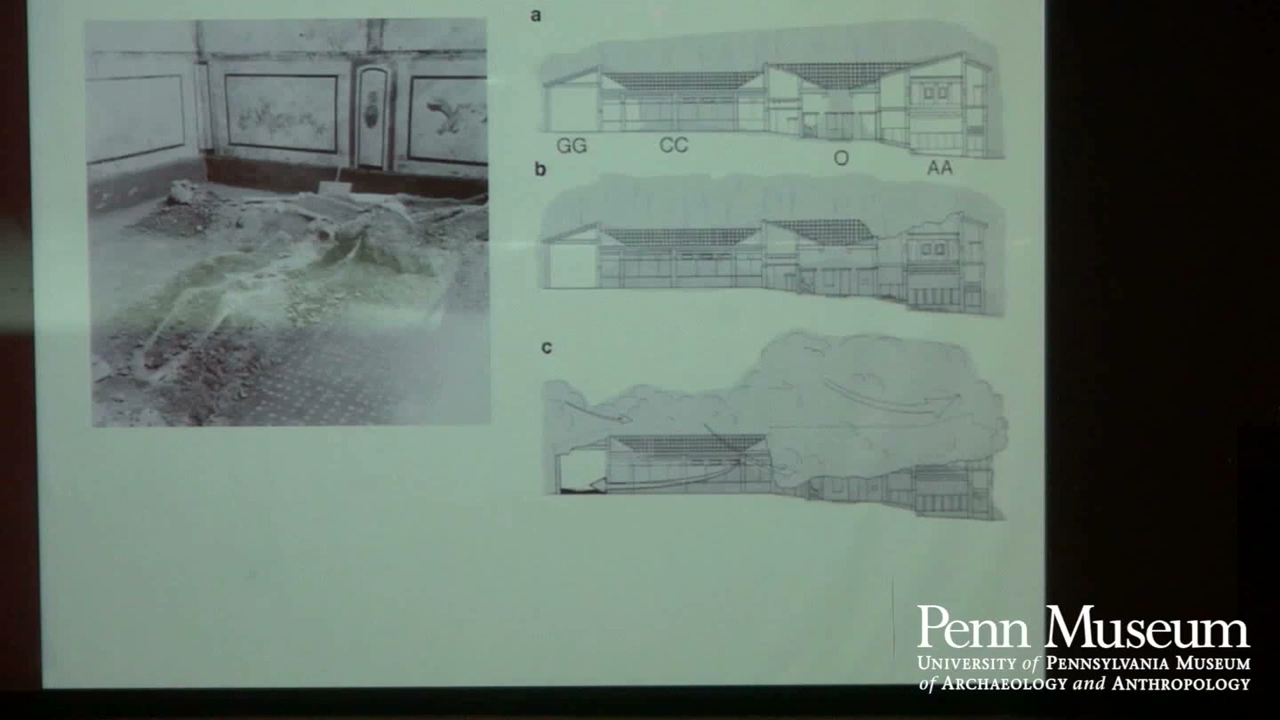 a
GG
CC
O
AA
b
c
Penn Museum
UNIVERSITY of PENNSYLVANIA MUSEUM
of ARCHAEOLOGY and ANTHROPOLOGY